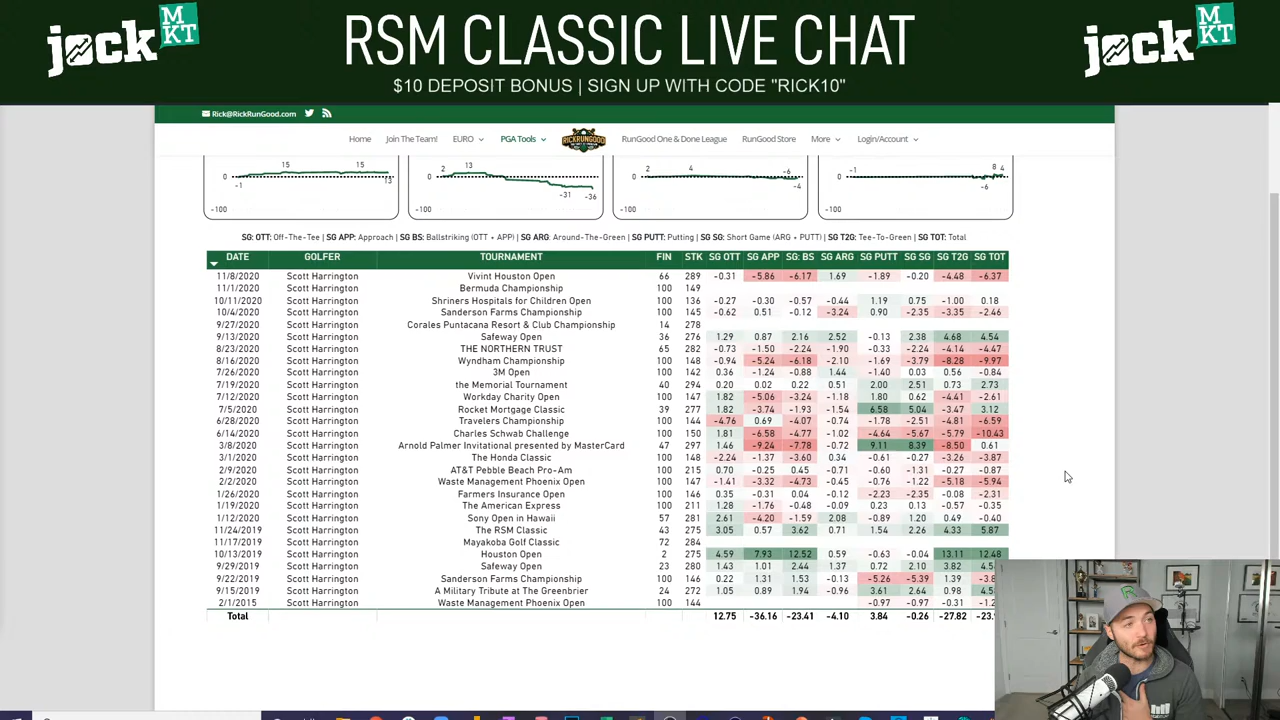 jock MKT
RSM CLASSIC LIVE CHAT
jock MKT
$10 DEPOSIT BONUS | SIGN UP WITH CODE "RICK10"
Rick@RickRunGood.com
Home Join The Team! EURO PGA Tools RICKRUNGOOD RunGood One & Done League RunGood Store More Login/Account
0 -1 15 15 13 -100
0 2 13 -31 -36 -100
0 2 4 -6 -4 -100
0 -1 -6 8 4 -100
SG: OTT: Off-The-Tee | SG APP: Approach | SG BS: Ballstriking (OTT + APP) | SG ARG: Around-The-Green | SG PUTT: Putting | SG SG: Short Game (ARG + PUTT) | SG T2G: Tee-To-Green | SG TOT: Total
DATE GOLFER TOURNAMENT FIN STK SG OTT SG APP SG: BS SG ARG SG PUTT SG SG SG T2G SG TOT
11/8/2020 Scott Harrington Vivint Houston Open 66 289 -0.31 -5.86 -6.17 1.69 -1.89 -0.20 -4.48 -6.37
11/1/2020 Scott Harrington Bermuda Championship 100 149
10/11/2020 Scott Harrington Shriners Hospitals for Children Open 100 136 -0.27 -0.30 -0.57 -0.44 1.19 0.75 -1.00 0.18
10/4/2020 Scott Harrington Sanderson Farms Championship 100 145 -0.62 0.51 -0.12 -3.24 0.90 -2.35 -3.35 -2.46
9/27/2020 Scott Harrington Corales Puntacana Resort & Club Championship 14 278
9/13/2020 Scott Harrington Safeway Open 36 276 1.29 0.87 2.16 2.52 -0.13 2.38 4.68 4.54
8/23/2020 Scott Harrington THE NORTHERN TRUST 65 282 -0.73 -1.50 -2.24 -1.90 -0.33 -2.24 -4.14 -4.47
8/16/2020 Scott Harrington Wyndham Championship 100 148 -0.94 -5.24 -6.18 -2.10 -1.69 -3.79 -8.28 -9.97
7/26/2020 Scott Harrington 3M Open 100 142 0.36 -1.24 -0.88 1.44 -1.40 0.03 0.56 -0.84
7/19/2020 Scott Harrington the Memorial Tournament 40 294 0.20 0.02 0.22 0.51 2.00 2.51 0.73 2.73
7/12/2020 Scott Harrington Workday Charity Open 100 147 1.82 -5.06 -3.24 -1.18 1.80 0.62 -4.41 -2.61
7/5/2020 Scott Harrington Rocket Mortgage Classic 39 277 1.82 -3.74 -1.93 -1.54 6.58 5.04 -3.47 3.12
6/28/2020 Scott Harrington Travelers Championship 100 144 -4.76 0.69 -4.07 -0.74 -1.78 -2.51 -4.81 -6.59
6/14/2020 Scott Harrington Charles Schwab Challenge 100 150 1.81 -6.58 -4.77 -1.02 -4.64 -5.67 -5.79 -10.43
3/8/2020 Scott Harrington Arnold Palmer Invitational presented by MasterCard 47 297 1.46 -9.24 -7.78 -0.72 9.11 8.39 -8.50 0.61
3/1/2020 Scott Harrington The Honda Classic 100 148 -2.24 -1.37 -3.60 0.34 -0.61 -0.27 -3.26 -3.87
2/9/2020 Scott Harrington AT&T Pebble Beach Pro-Am 100 215 0.70 -0.25 0.45 -0.71 -0.60 -1.31 -0.27 -0.87
2/2/2020 Scott Harrington Waste Management Phoenix Open 100 147 -1.41 -3.32 -4.73 -0.45 -0.76 -1.22 -5.18 -5.94
1/26/2020 Scott Harrington Farmers Insurance Open 100 146 0.35 -0.31 0.04 -0.12 -2.23 -2.35 -0.08 -2.31
1/19/2020 Scott Harrington The American Express 100 211 1.28 -1.76 -0.48 -0.09 0.23 0.13 -0.57 -0.35
1/12/2020 Scott Harrington Sony Open in Hawaii 57 281 2.61 -4.20 -1.59 2.08 -0.89 1.20 0.49 -0.40
11/24/2019 Scott Harrington The RSM Classic 43 275 3.05 0.57 3.62 0.71 1.54 2.26 4.33 5.87
11/17/2019 Scott Harrington Mayakoba Golf Classic 72 284
10/13/2019 Scott Harrington Houston Open 2 275 4.59 7.93 12.52 0.59 -0.63 -0.04 13.11 12.48
9/29/2019 Scott Harrington Safeway Open 23 280 1.43 1.01 2.44 1.37 0.72 2.10 3.82
9/22/2019 Scott Harrington Sanderson Farms Championship 100 146 0.22 1.31 1.53 -0.13 -5.26 -5.39 1.39
9/15/2019 Scott Harrington A Military Tribute at The Greenbrier 24 272 1.05 0.89 1.94 -0.96 3.61 2.64 0.98
2/1/2015 Scott Harrington Waste Management Phoenix Open 100 144 -0.97 -0.97 -0.31
Total 12.75 -36.16 -23.41 -4.10 3.84 -0.26 -27.82